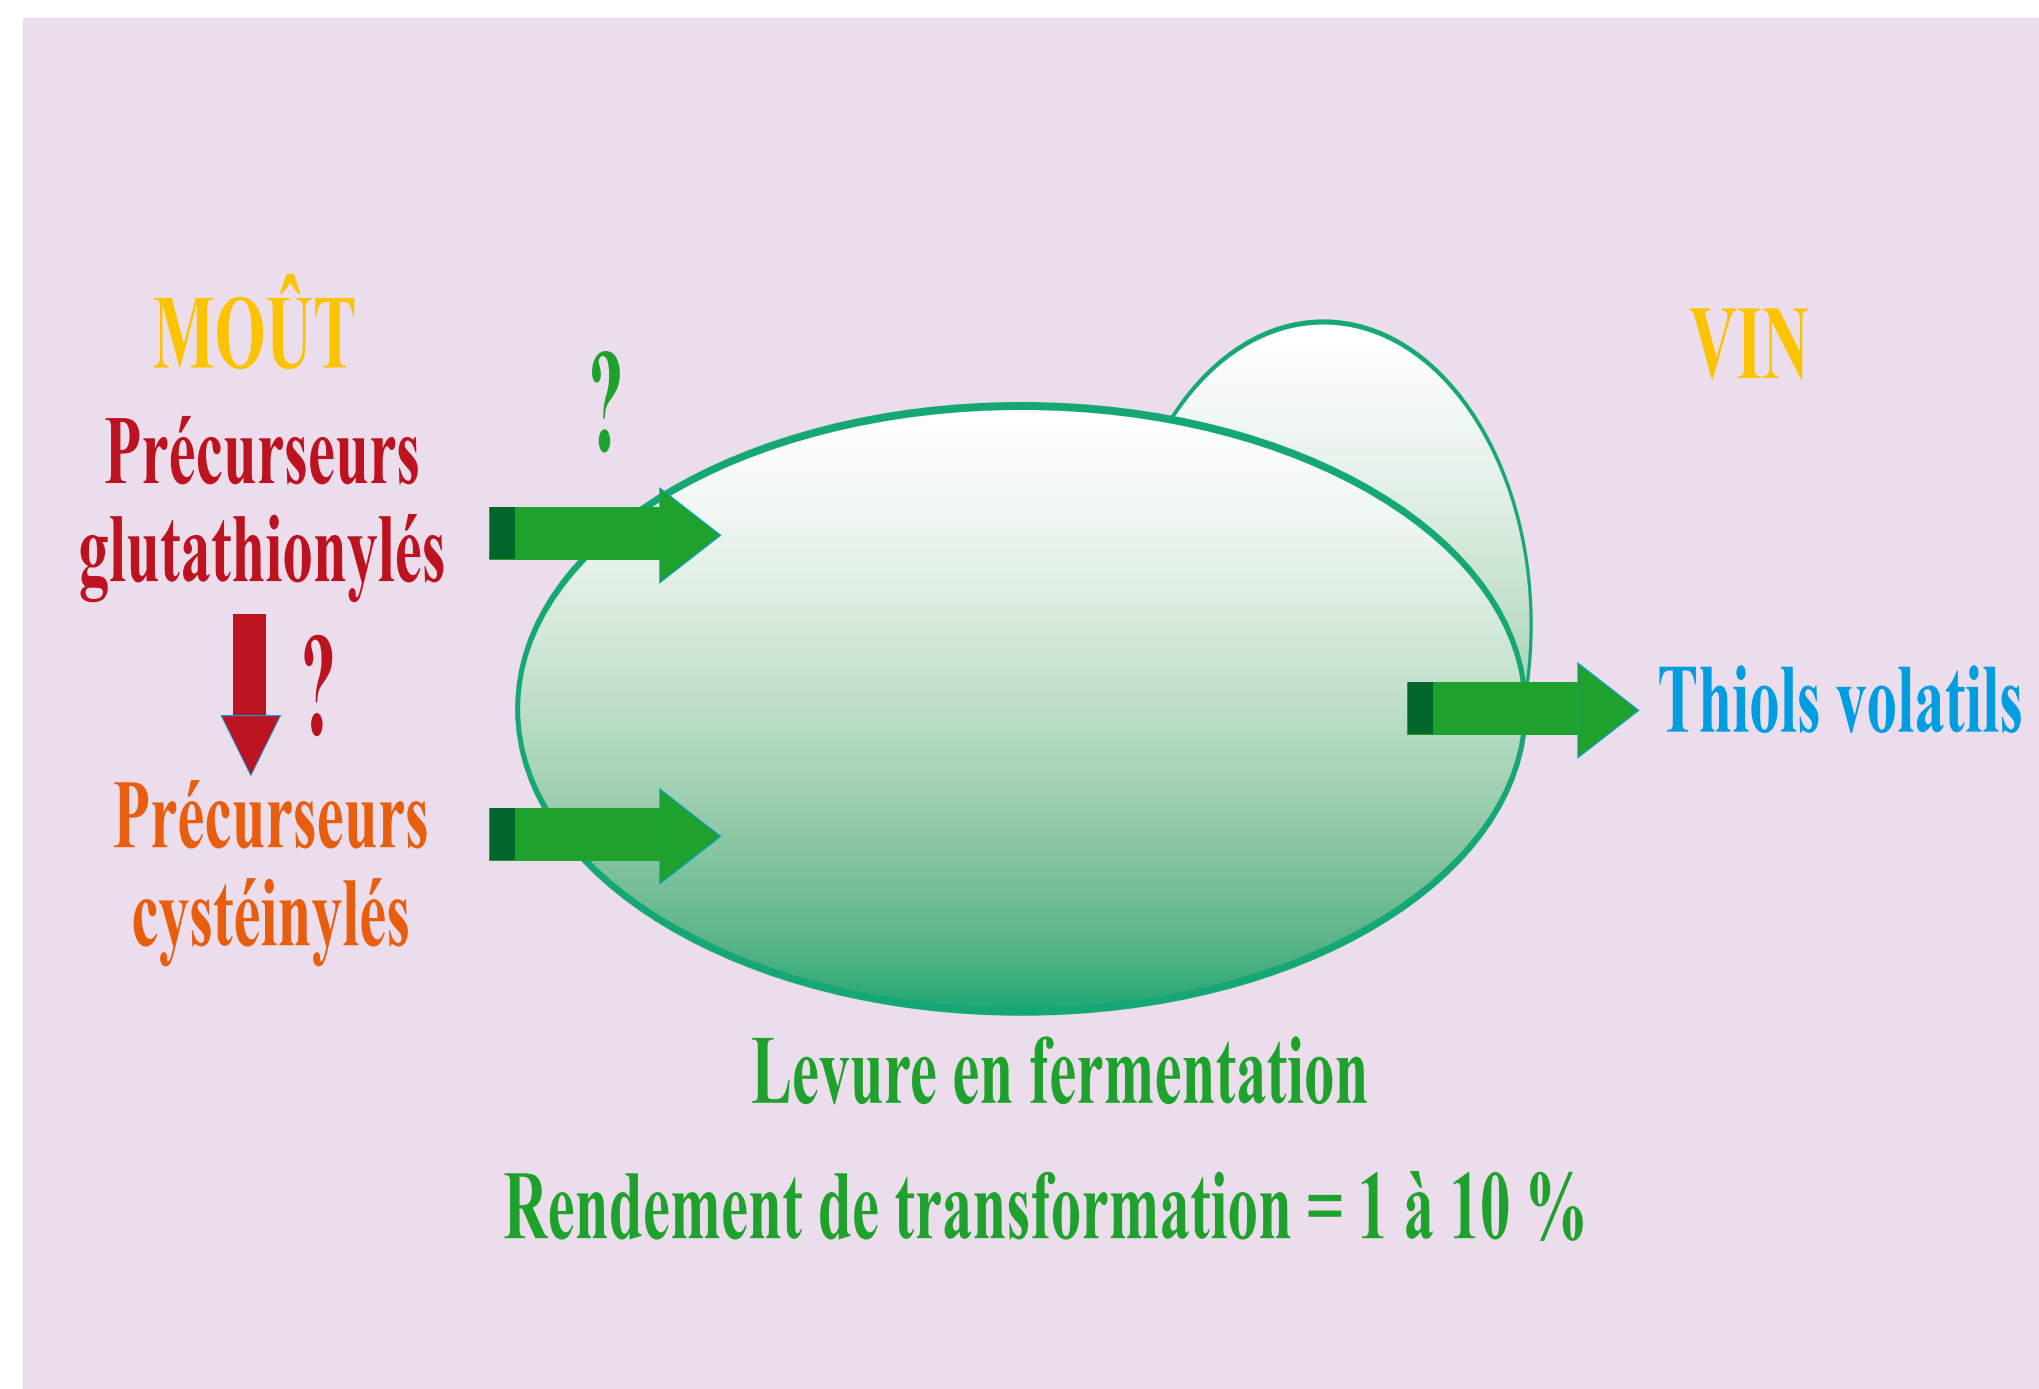 MOÛT
Précurseurs
glutathionylés
?
?
Précurseurs
cystéinylés
VIN
Thiols volatils
Levure en fermentation
Rendement de transformation = 1 à 10 %